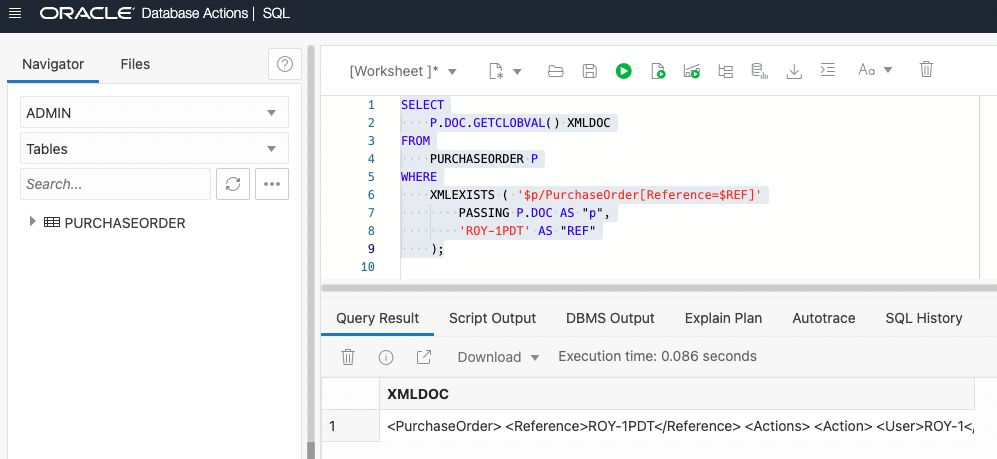 ORACLE Database Actions | SQL
Navigator Files
ADMIN
Tables
Search...
PURCHASEORDER
[Worksheet ]*
Aa
1 SELECT
2 P.DOC.GETCLOBVAL() XMLDOC
3 FROM
4 PURCHASEORDER P
5 WHERE
6 XMLEXISTS ( '$p/PurchaseOrder[Reference=$REF]'
7 PASSING P.DOC AS "p",
8 'ROY-1PDT' AS "REF"
9 );
10
Query Result Script Output DBMS Output Explain Plan Autotrace SQL History
Download Execution time: 0.086 seconds
XMLDOC
1 <PurchaseOrder> <Reference>ROY-1PDT</Reference> <Actions> <Action> <User>ROY-1</